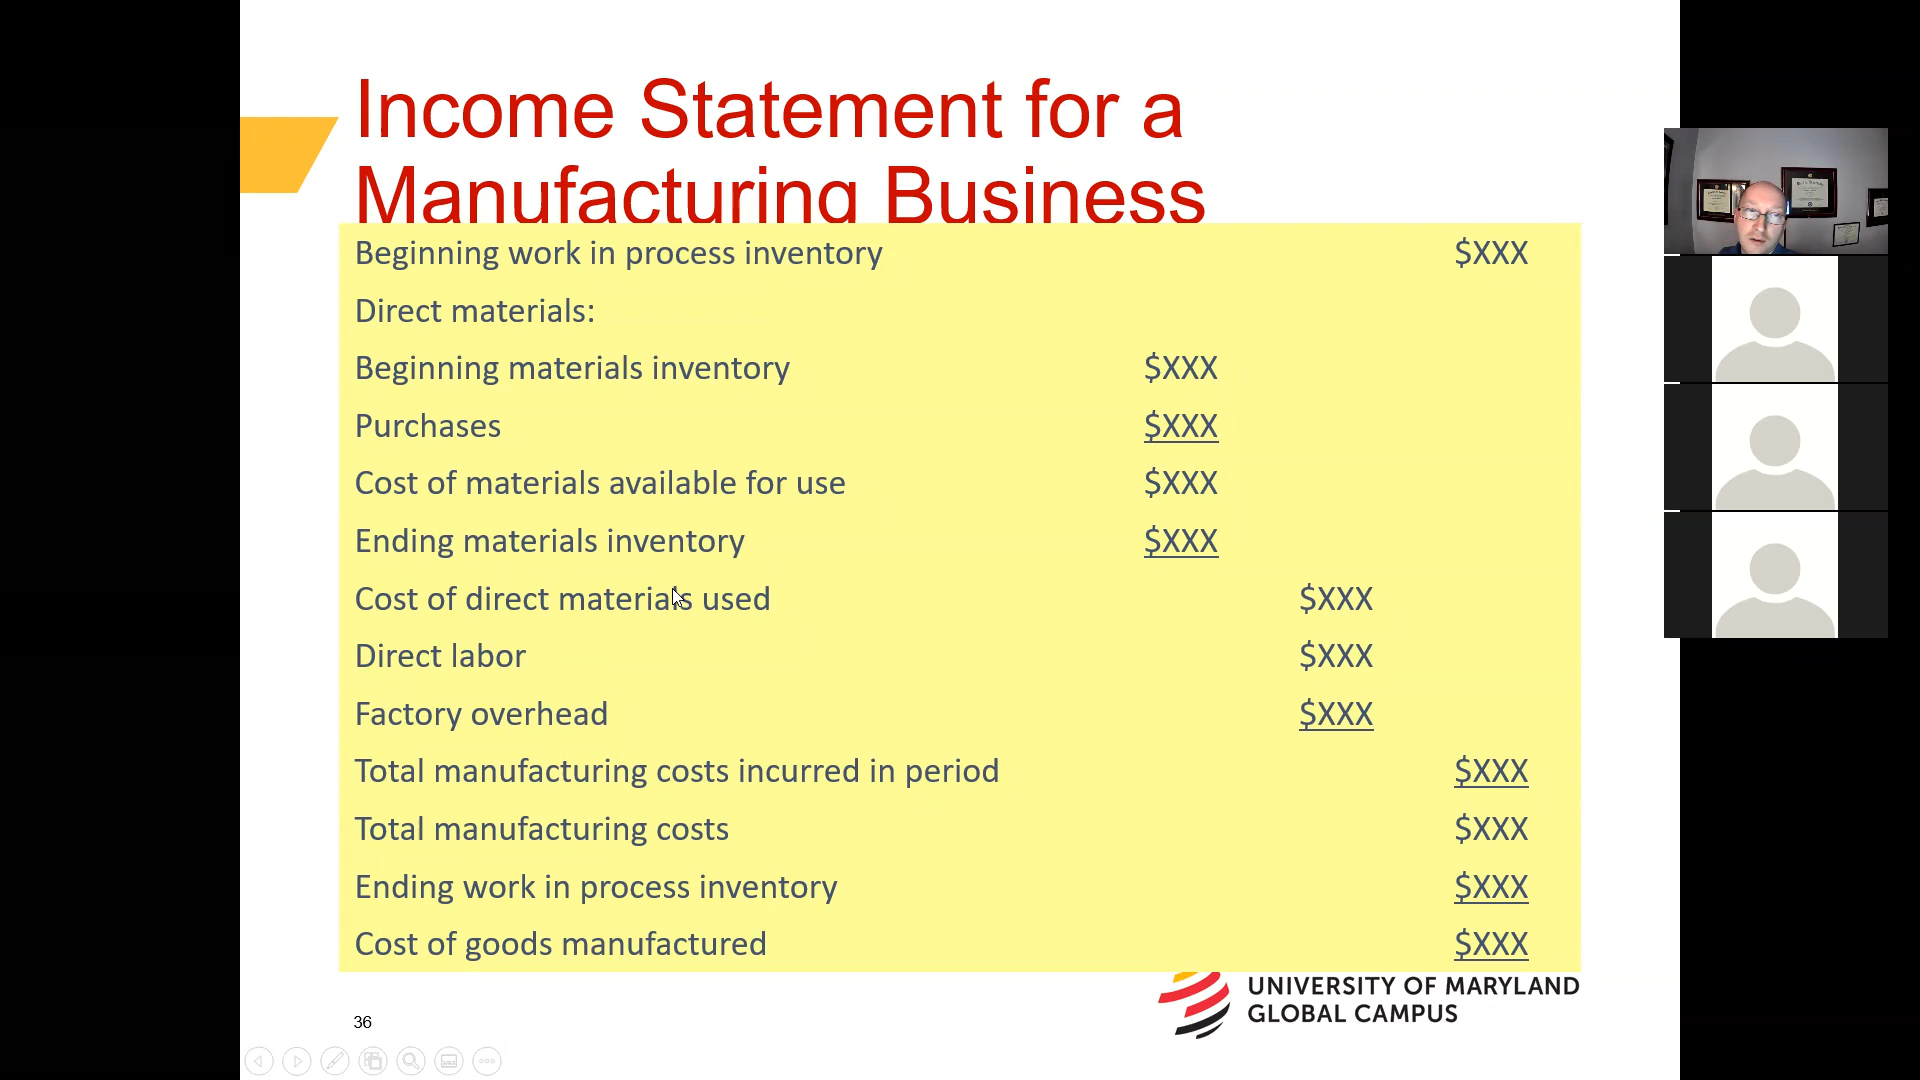 Income Statement for a
Manufacturing Business
Beginning work in process inventory $XXX
Direct materials:
Beginning materials inventory $XXX
Purchases $XXX
Cost of materials available for use $XXX
Ending materials inventory $XXX
Cost of direct materials used $XXX
Direct labor $XXX
Factory overhead $XXX
Total manufacturing costs incurred in period $XXX
Total manufacturing costs $XXX
Ending work in process inventory $XXX
Cost of goods manufactured $XXX
UNIVERSITY OF MARYLAND
GLOBAL CAMPUS
36